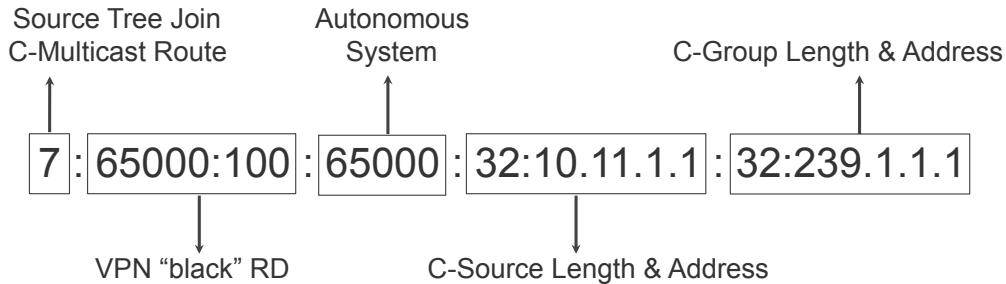 Source Tree Join
C-Multicast Route
Autonomous
System
C-Group Length & Address
7 : 65000:100 : 65000 : 32:10.11.1.1 : 32:239.1.1.1
VPN “black” RD
C-Source Length & Address